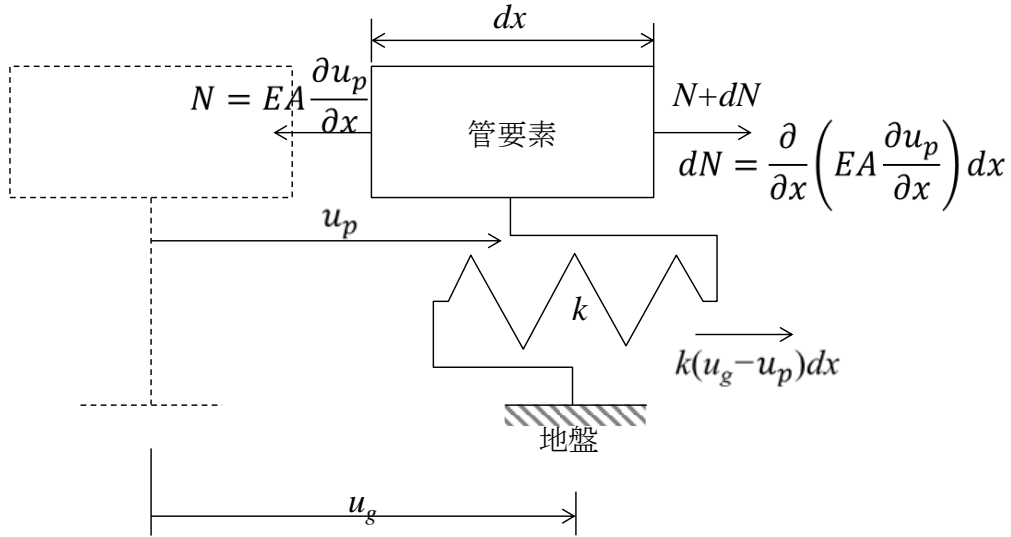 dx
N = EA ∂u_p/∂x
管要素
N+dN
dN = ∂/∂x (EA ∂u_p/∂x) dx
u_p
k
k(u_g−u_p)dx
地盤
u_g